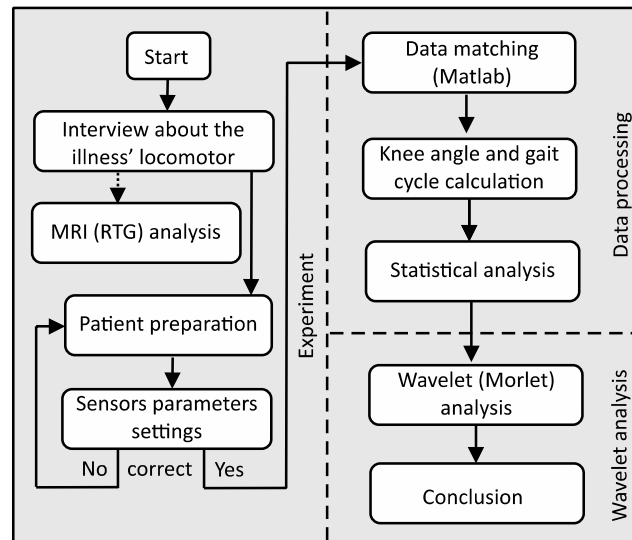 Start
Interview about the
illness’ locomotor
MRI (RTG) analysis
Patient preparation
Sensors parameters
settings
No correct Yes
Experiment
Data matching
(Matlab)
Knee angle and gait
cycle calculation
Statistical analysis
Data processing
Wavelet (Morlet)
analysis
Conclusion
Wavelet analysis